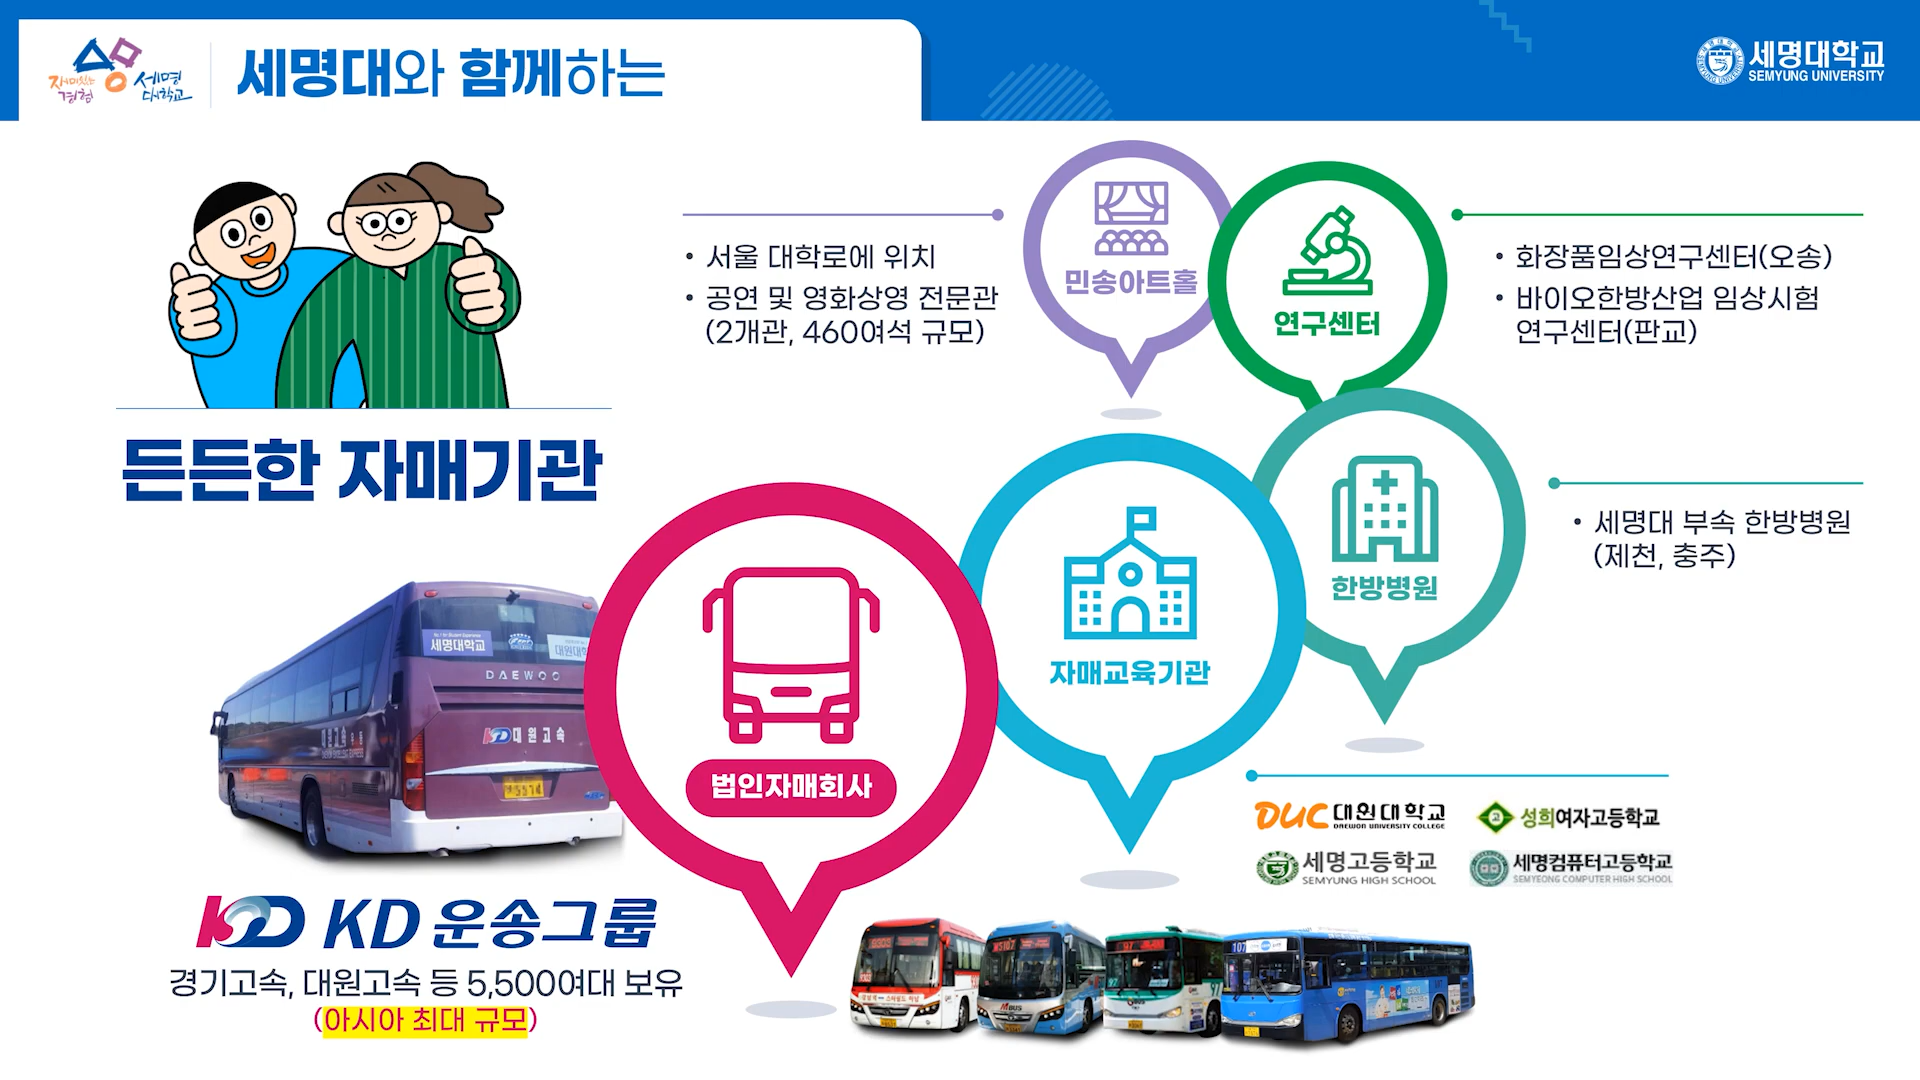 재미있는
경험
세명
대학교
세명대와 함께하는
세명대학교
SEMYUNG UNIVERSITY
든든한 자매기관
• 서울 대학로에 위치
• 공연 및 영화상영 전문관
(2개관, 460여석 규모)
민송아트홀
연구센터
• 화장품임상연구센터(오송)
• 바이오한방산업 임상시험
연구센터(판교)
한방병원
• 세명대 부속 한방병원
(제천, 충주)
자매교육기관
DUC 대원대학교
DAEWON UNIVERSITY COLLEGE
성희여자고등학교
세명고등학교
SEMYUNG HIGH SCHOOL
세명컴퓨터고등학교
SEMYEONG COMPUTER HIGH SCHOOL
법인자매회사
세명대학교
DAEWOO
KD 대원고속
5574
KD 운송그룹
경기고속, 대원고속 등 5,500여대 보유
(아시아 최대 규모)
9303
M5107
MBUS
97
107